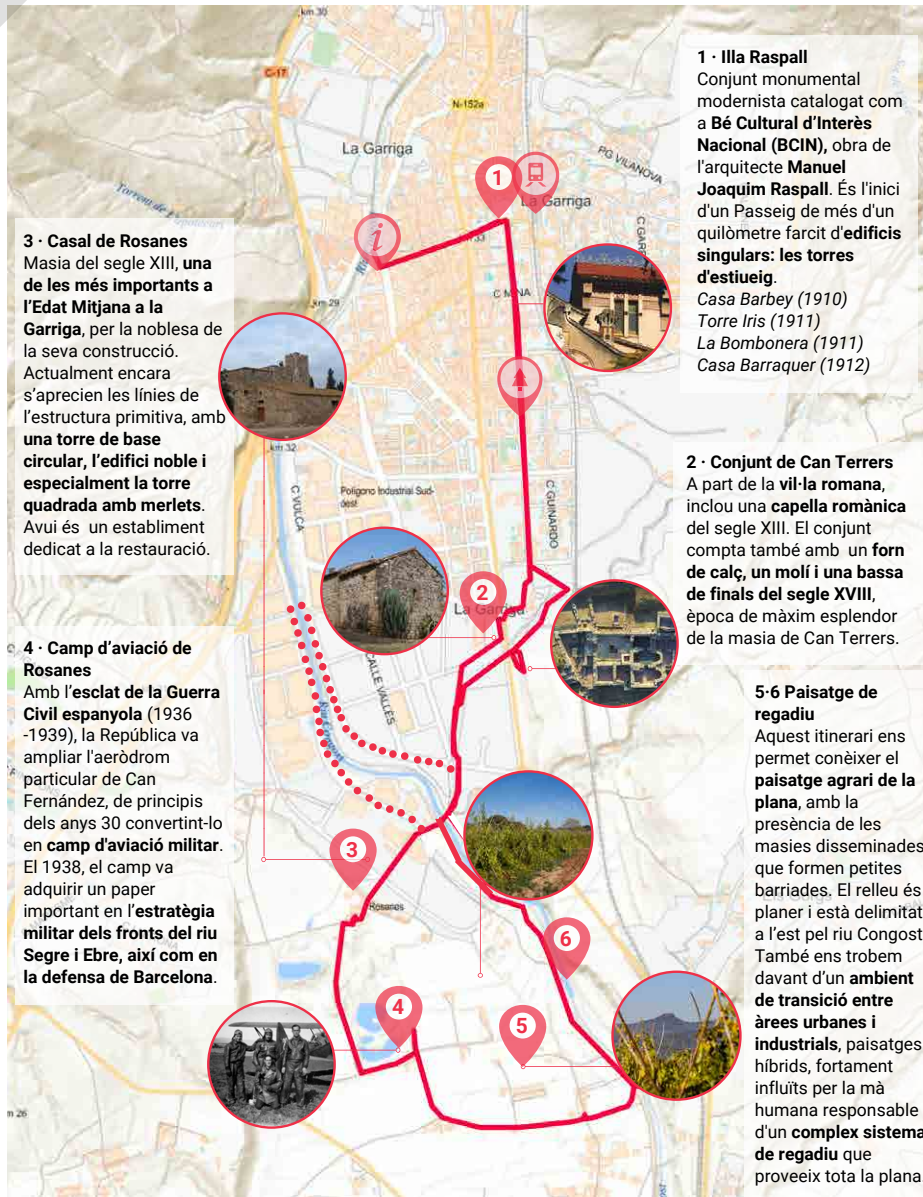 km 30
C-17
N-152a
La Garriga
PG VILANOVA
La Garriga
1
i
C MINA
km 29
km 32
C VULCA
Polígono Industrial Sud-
oest
C GUINARDO
2
La Garriga
CALLE VALLÈS
Riu Congost
3
Rosanes
4
5
6
1 · Illa Raspall
Conjunt monumental
modernista catalogat com
a Bé Cultural d'Interès
Nacional (BCIN), obra de
l'arquitecte Manuel
Joaquim Raspall. És l'inici
d'un Passeig de més d'un
quilòmetre farcit d'edificis
singulars: les torres
d'estiueig.
Casa Barbey (1910)
Torre Iris (1911)
La Bombonera (1911)
Casa Barraquer (1912)
2 · Conjunt de Can Terrers
A part de la vil·la romana,
inclou una capella romànica
del segle XIII. El conjunt
compta també amb un forn
de calç, un molí i una bassa
de finals del segle XVIII,
època de màxim esplendor
de la masia de Can Terrers.
3 · Casal de Rosanes
Masia del segle XIII, una
de les més importants a
l'Edat Mitjana a la
Garriga, per la noblesa de
la seva construcció.
Actualment encara
s'aprecien les línies de
l'estructura primitiva, amb
una torre de base
circular, l'edifici noble i
especialment la torre
quadrada amb merlets.
Avui és un establiment
dedicat a la restauració.
4 · Camp d'aviació de
Rosanes
Amb l'esclat de la Guerra
Civil espanyola (1936
-1939), la República va
ampliar l'aeròdrom
particular de Can
Fernández, de principis
dels anys 30 convertint-lo
en camp d'aviació militar.
El 1938, el camp va
adquirir un paper
important en l'estratègia
militar dels fronts del riu
Segre i Ebre, així com en
la defensa de Barcelona.
5·6 Paisatge de
regadiu
Aquest itinerari ens
permet conèixer el
paisatge agrari de la
plana, amb la
presència de les
masies disseminades
que formen petites
barriades. El relleu és
planer i està delimitat
a l'est pel riu Congost
També ens trobem
davant d'un ambient
de transició entre
àrees urbanes i
industrials, paisatges
híbrids, fortament
influïts per la mà
humana responsable
d'un complex sistema
de regadiu que
proveeix tota la plana